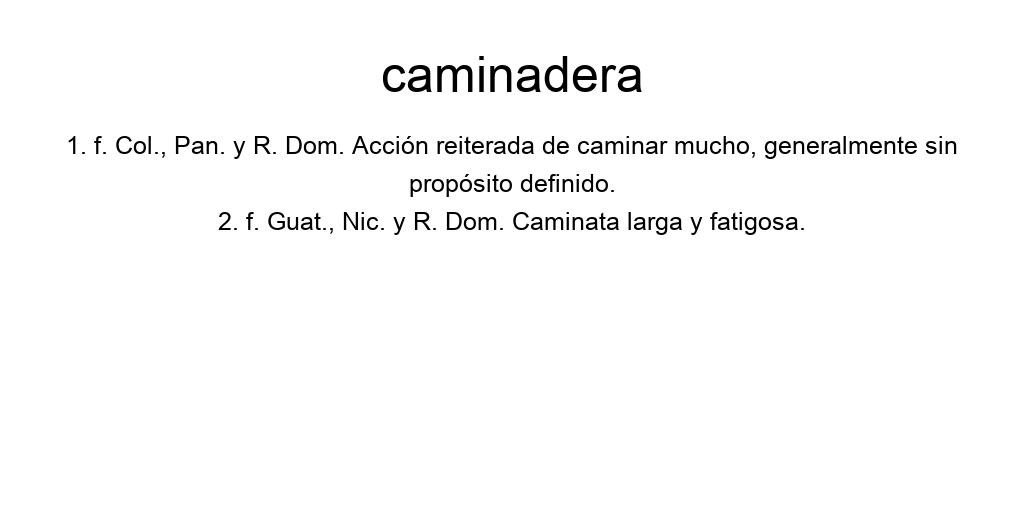 caminadera
1. f. Col., Pan. y R. Dom. Acción reiterada de caminar mucho, generalmente sin
propósito definido.
2. f. Guat., Nic. y R. Dom. Caminata larga y fatigosa.